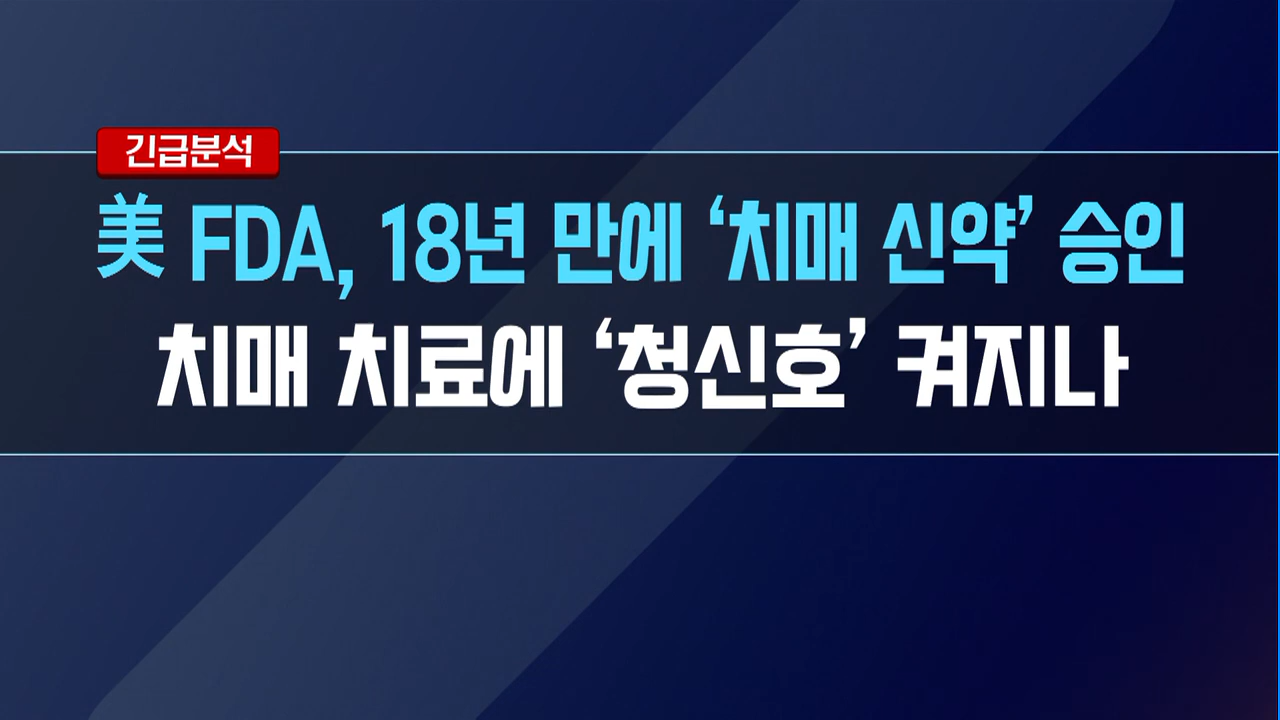 긴급분석
美 FDA, 18년 만에 ‘치매 신약’ 승인
치매 치료에 ‘청신호’ 켜지나